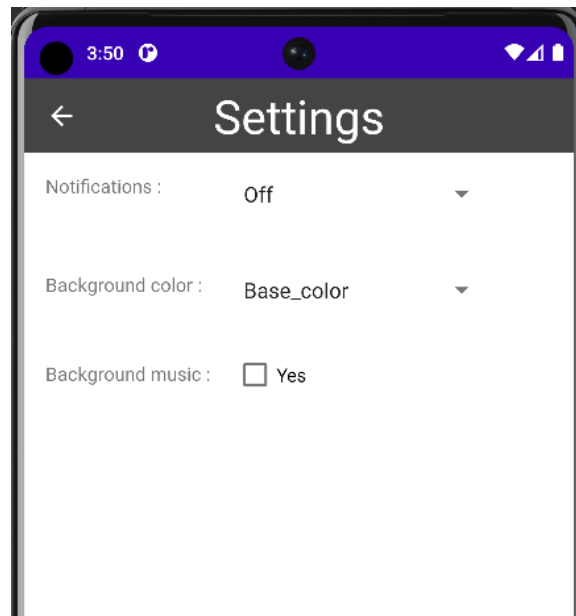 3:50
Settings
Notifications : Off
Background color : Base_color
Background music : Yes